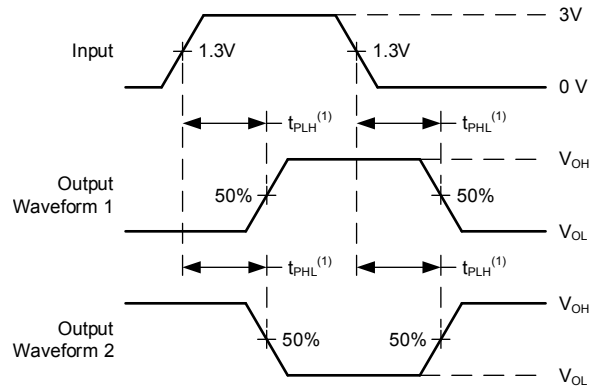 3V
Input
1.3V
1.3V
0 V
tPLH(1)
tPHL(1)
VOH
Output
Waveform 1
50%
50%
VOL
tPHL(1)
tPLH(1)
VOH
Output
Waveform 2
50%
50%
VOL